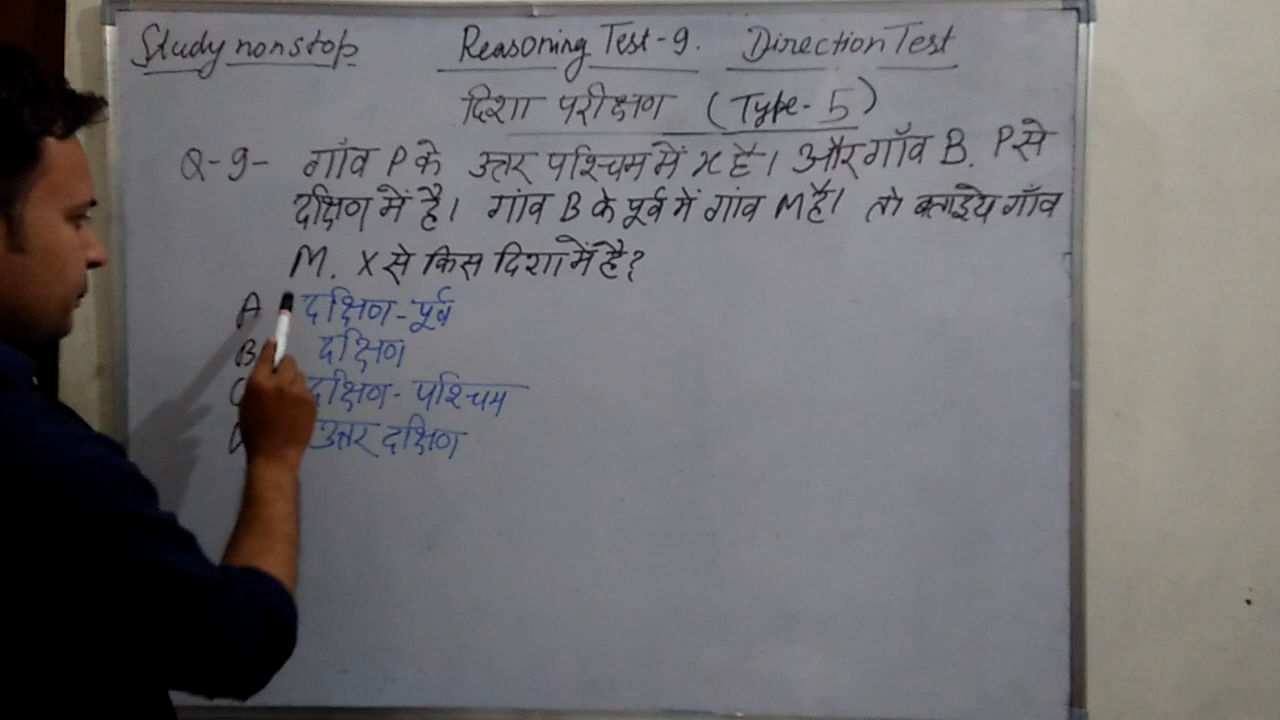 Study nonstop Reasoning Test-9. Direction Test
दिशा परीक्षण (Type-5)
Q-9- गाँव P के उत्तर पश्चिम में x है। और गाँव B. P से
दक्षिण में है। गांव B के पूर्व में गांव M है। तो बताइये गाँव
M. X से किस दिशा में है?
A दक्षिण-पूर्व
B दक्षिण
C दक्षिण-पश्चिम
उत्तर दक्षिण